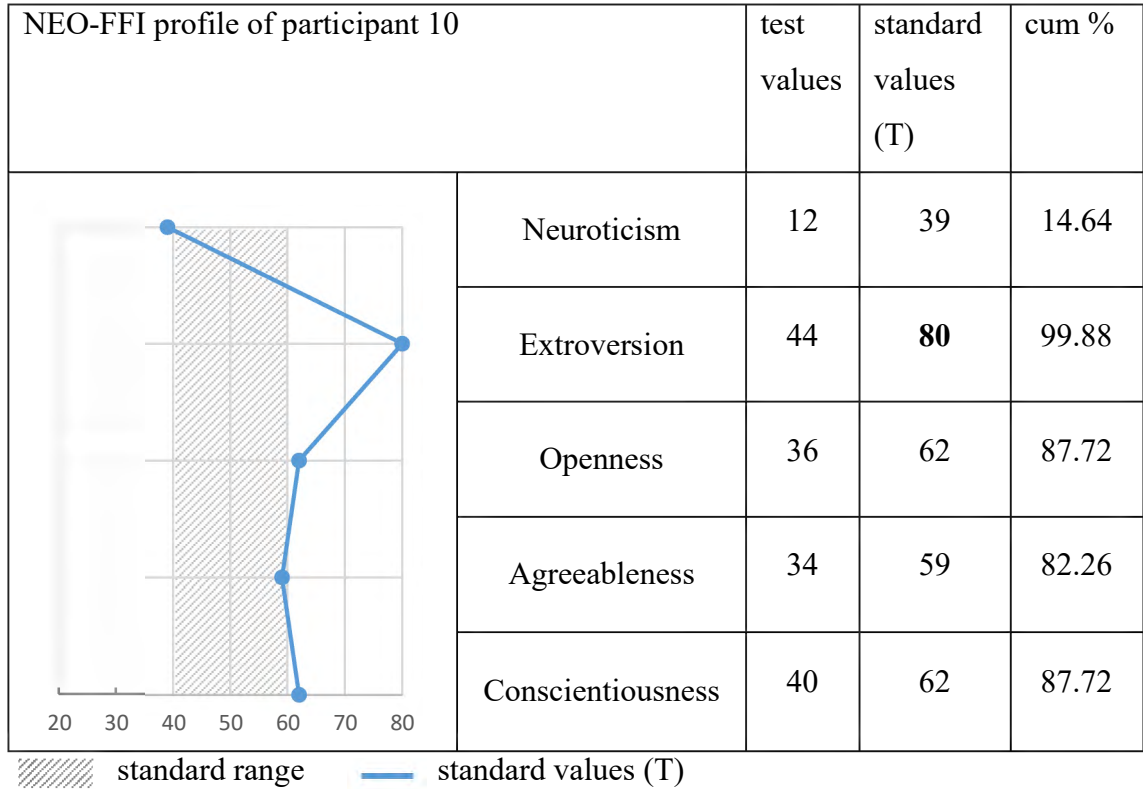 NEO-FFI profile of participant 10
test values
standard values (T)
cum %
Neuroticism 12 39 14.64
Extroversion 44 80 99.88
Openness 36 62 87.72
Agreeableness 34 59 82.26
Conscientiousness 40 62 87.72
20 30 40 50 60 70 80
standard range standard values (T)